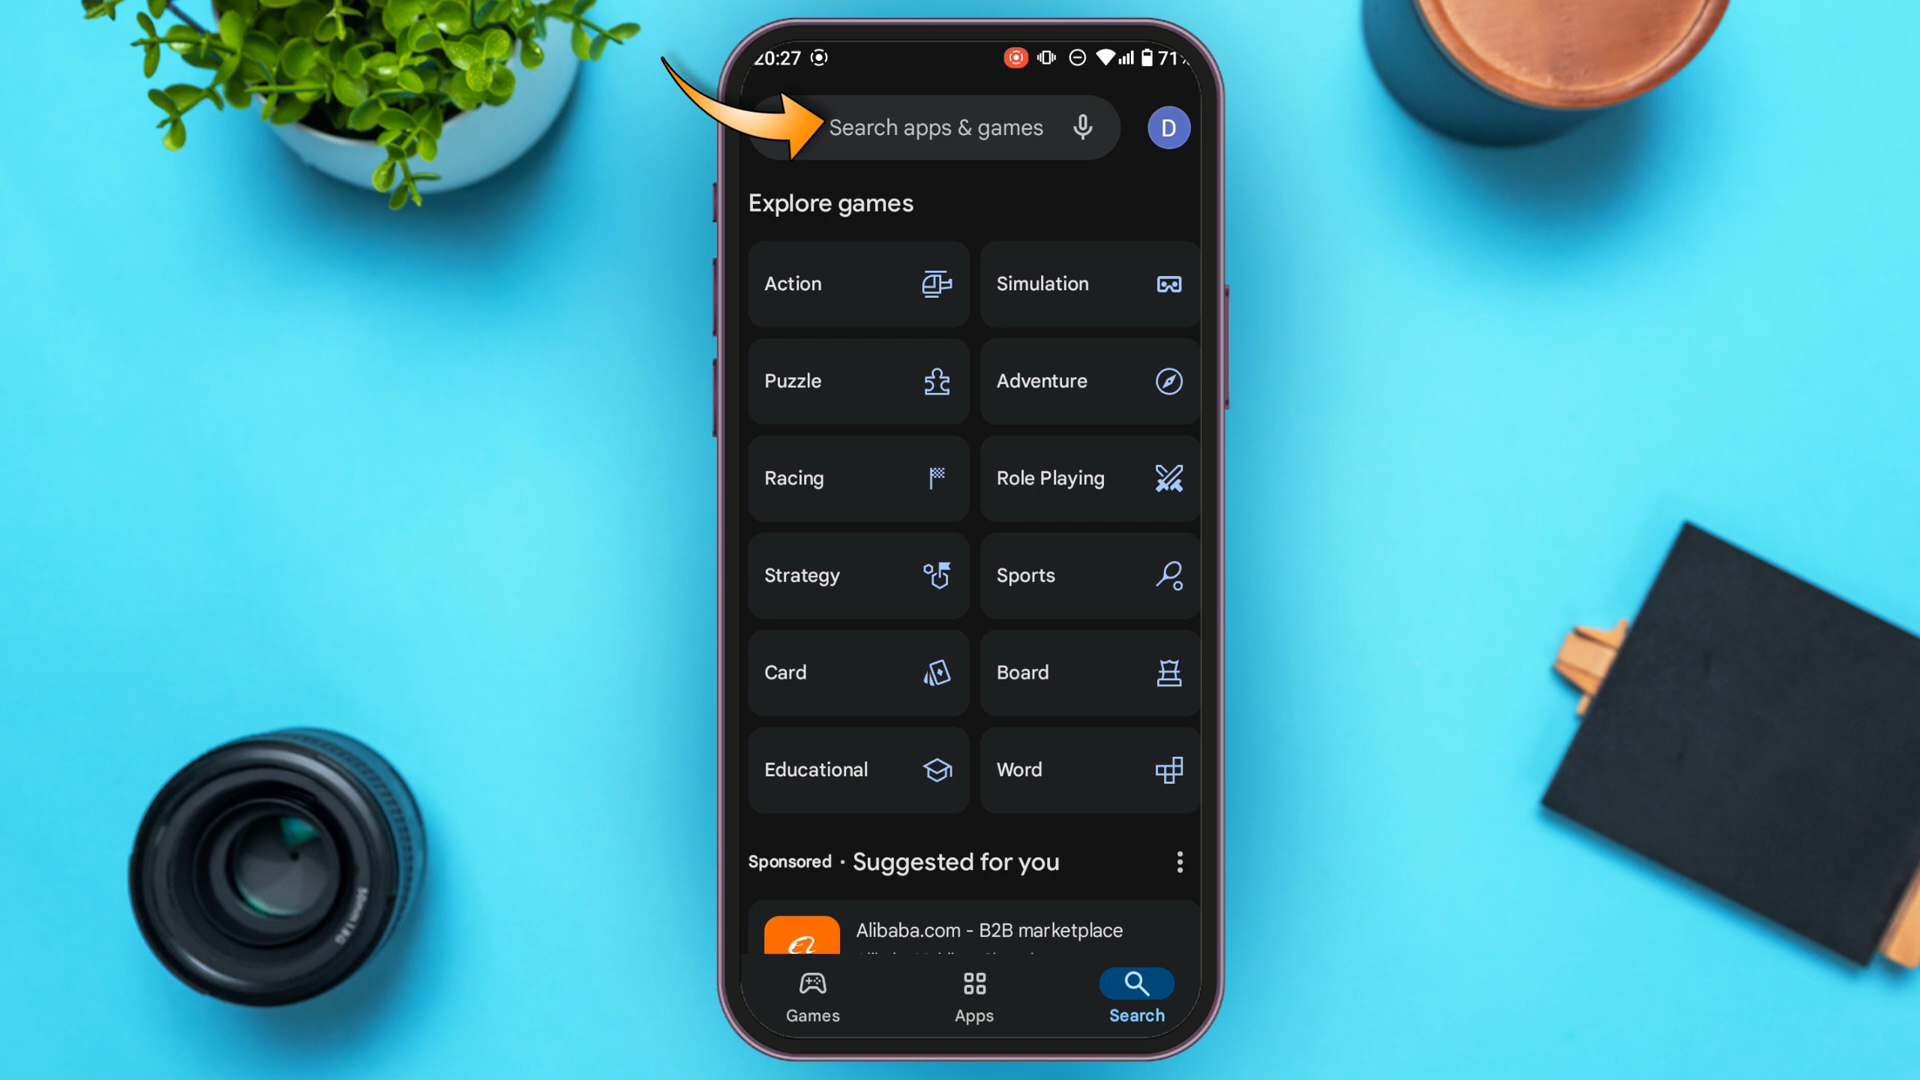 20:27
71
Search apps & games
D
Explore games
Action
Simulation
Puzzle
Adventure
Racing
Role Playing
Strategy
Sports
Card
Board
Educational
Word
Sponsored · Suggested for you
Alibaba.com - B2B marketplace
Games
Apps
Search